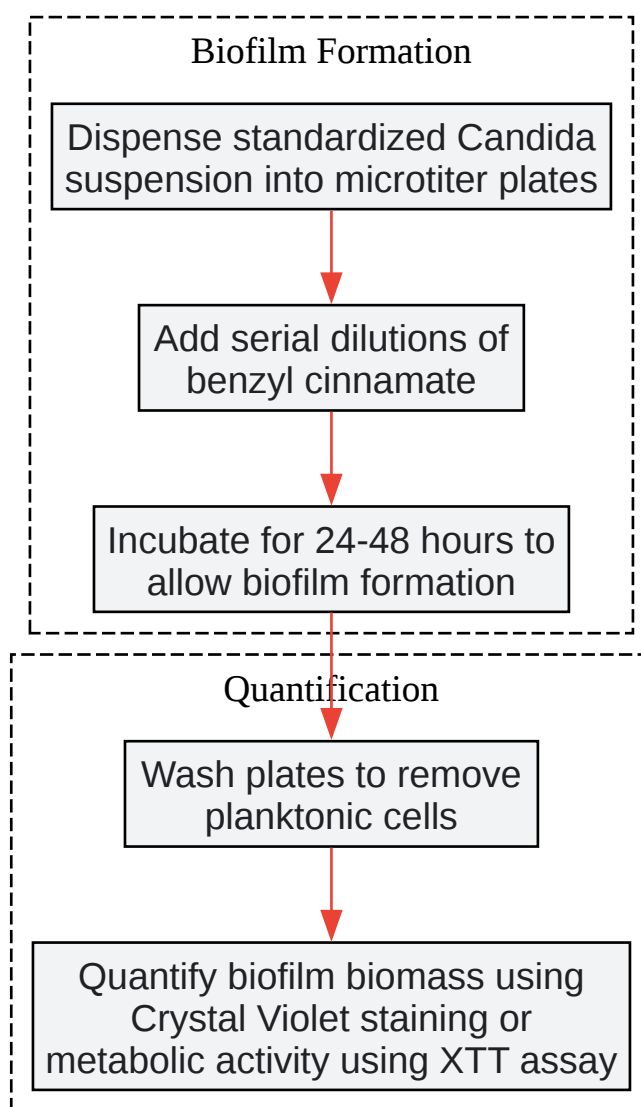 Biofilm Formation
Dispense standardized Candida
suspension into microtiter plates
Add serial dilutions of
benzyl cinnamate
Incubate for 24-48 hours to
allow biofilm formation
Quantification
Wash plates to remove
planktonic cells
Quantify biofilm biomass using
Crystal Violet staining or
metabolic activity using XTT assay